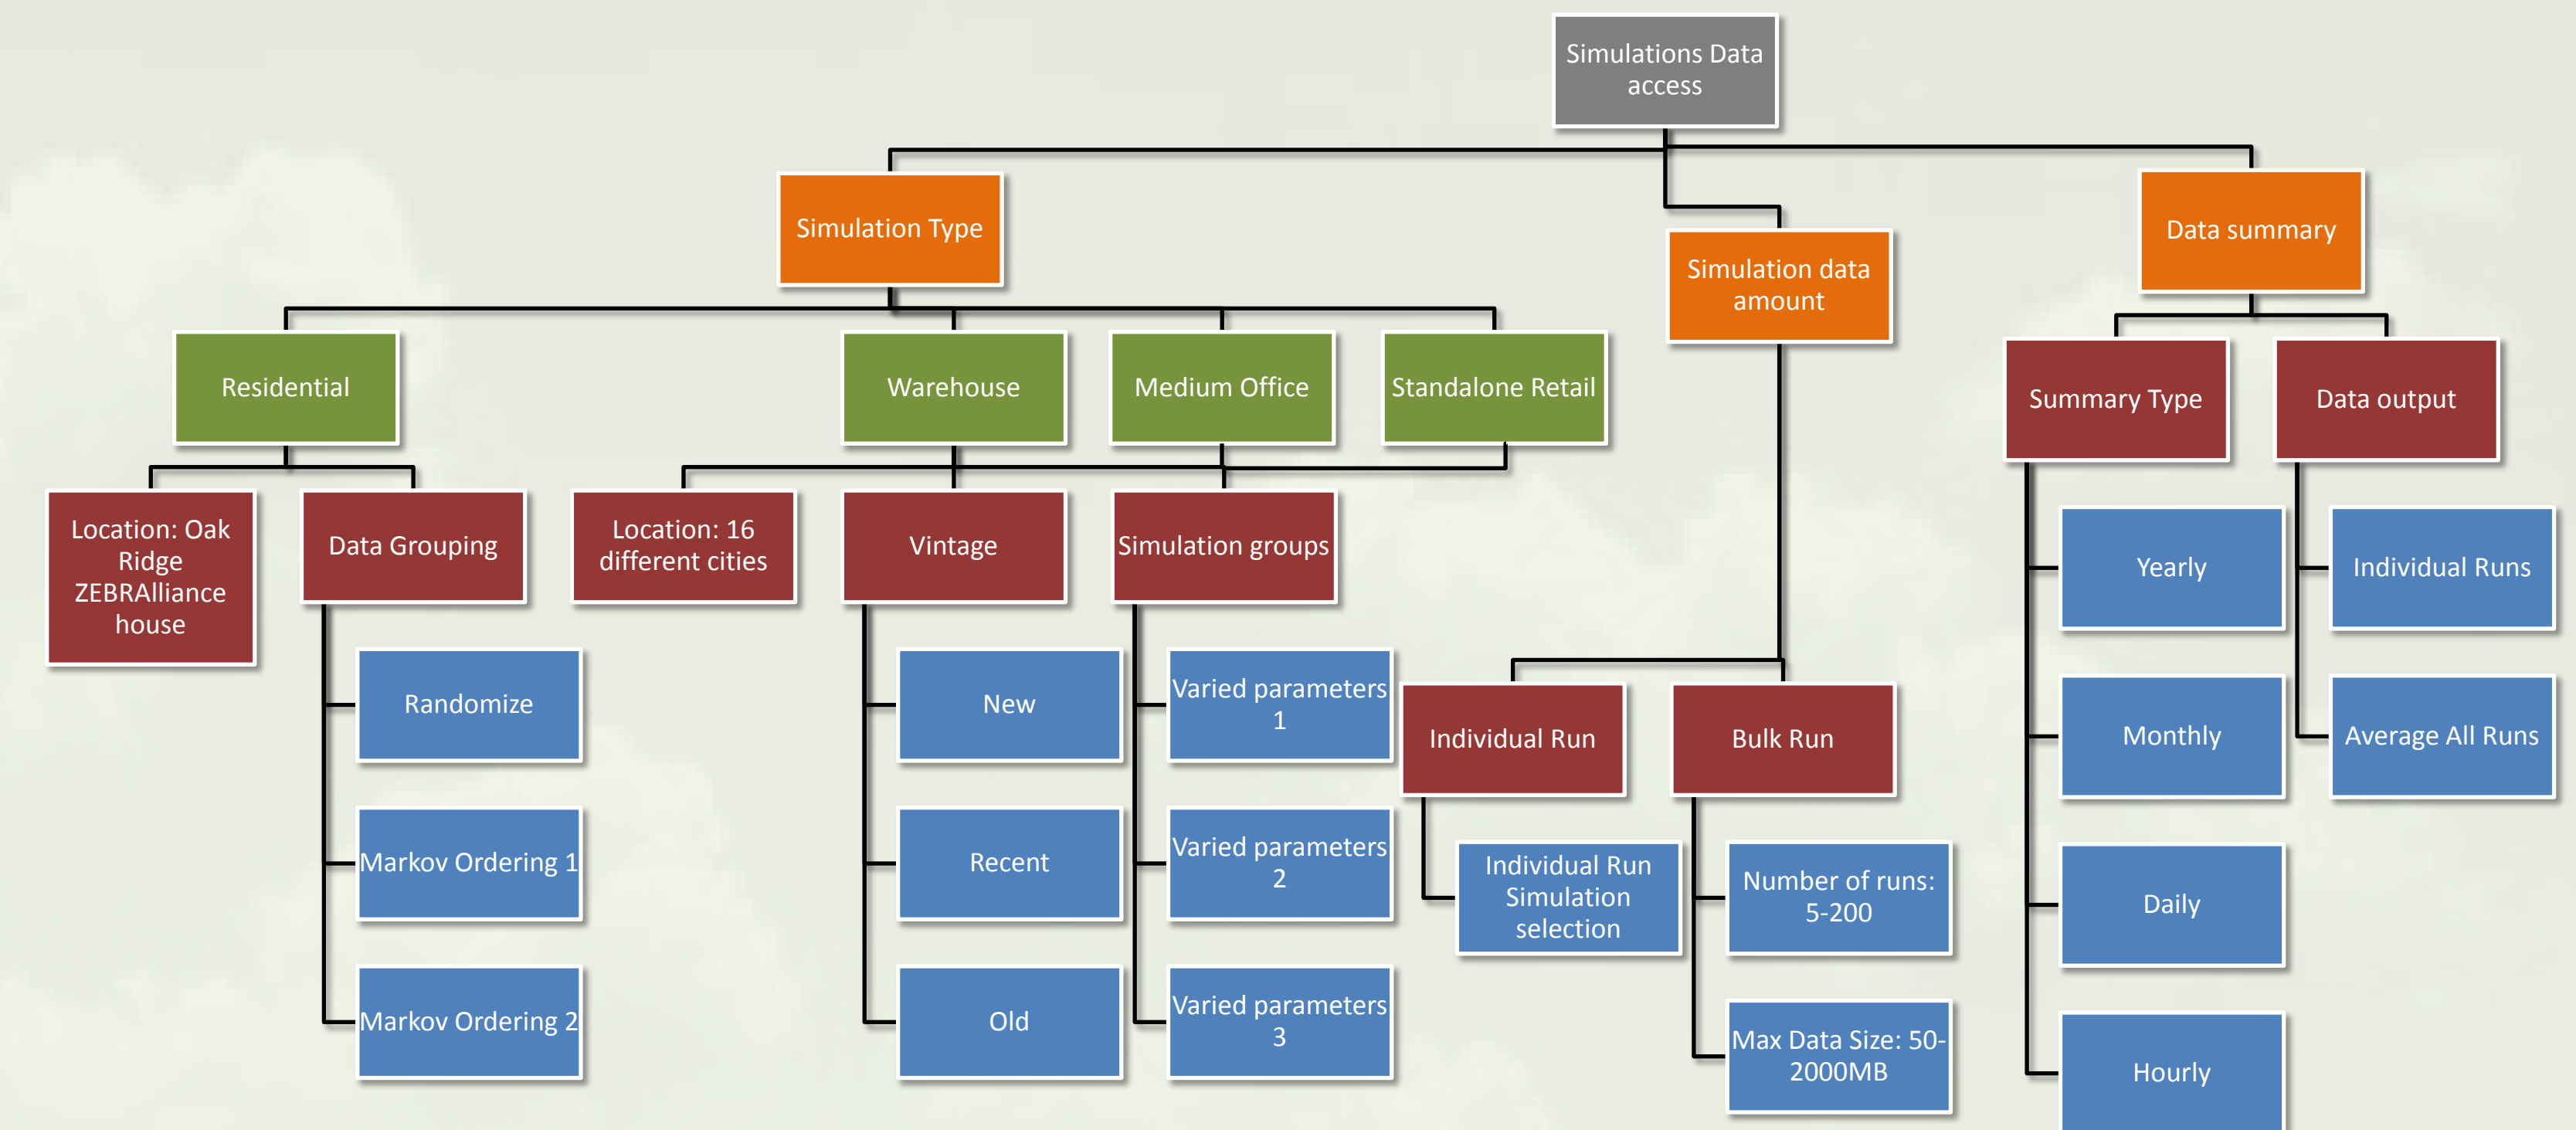 Simulations Data
access
Simulation Type
Simulation data
amount
Data summary
Residential
Warehouse
Medium Office
Standalone Retail
Summary Type
Data output
Location: Oak
Ridge
ZEBRAlliance
house
Data Grouping
Location: 16
different cities
Vintage
Simulation groups
Randomize
Markov Ordering 1
Markov Ordering 2
New
Recent
Old
Varied parameters
1
Varied parameters
2
Varied parameters
3
Individual Run
Bulk Run
Individual Run
Simulation
selection
Number of runs:
5-200
Max Data Size: 50-
2000MB
Yearly
Monthly
Daily
Hourly
Individual Runs
Average All Runs